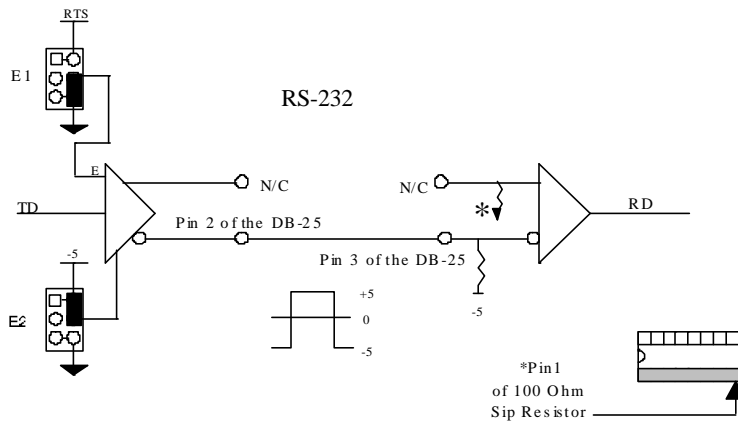 RTS
E1
RS-232
E
N/C
N/C
TD
*
RD
Pin 2 of the DB-25
Pin 3 of the DB-25
-5
E2
+5
0
-5
-5
*Pin1
of 100 Ohm
Sip Resistor